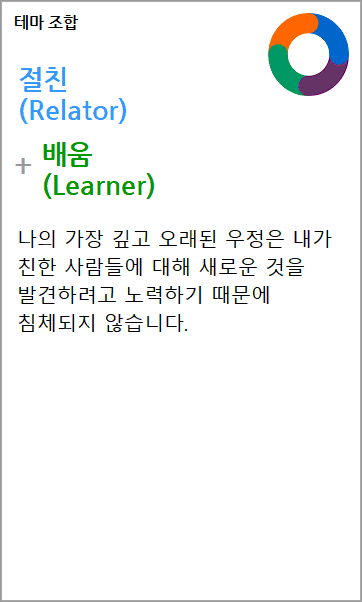 테마 조합
절친
(Relator)
+ 배움
(Learner)
나의 가장 깊고 오래된 우정은 내가
친한 사람들에 대해 새로운 것을
발견하려고 노력하기 때문에
침체되지 않습니다.